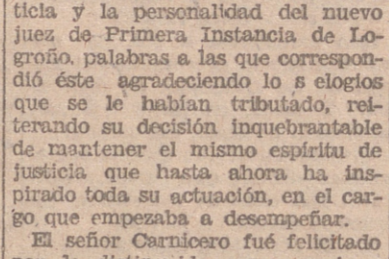 ticia y la personalidad del nuevo
juez de Primera Instancia de Lo-
groño, palabras a las que correspon-
dió éste agradeciendo lo s elogios
que se le habían tributado, rei-
terando su decisión inquebrantable
de mantener el mismo espíritu de
justicia que hasta ahora ha ins-
pirado toda su actuación, en el car-
go que empezaba a desempeñar.
El señor Carnicero fué felicitado